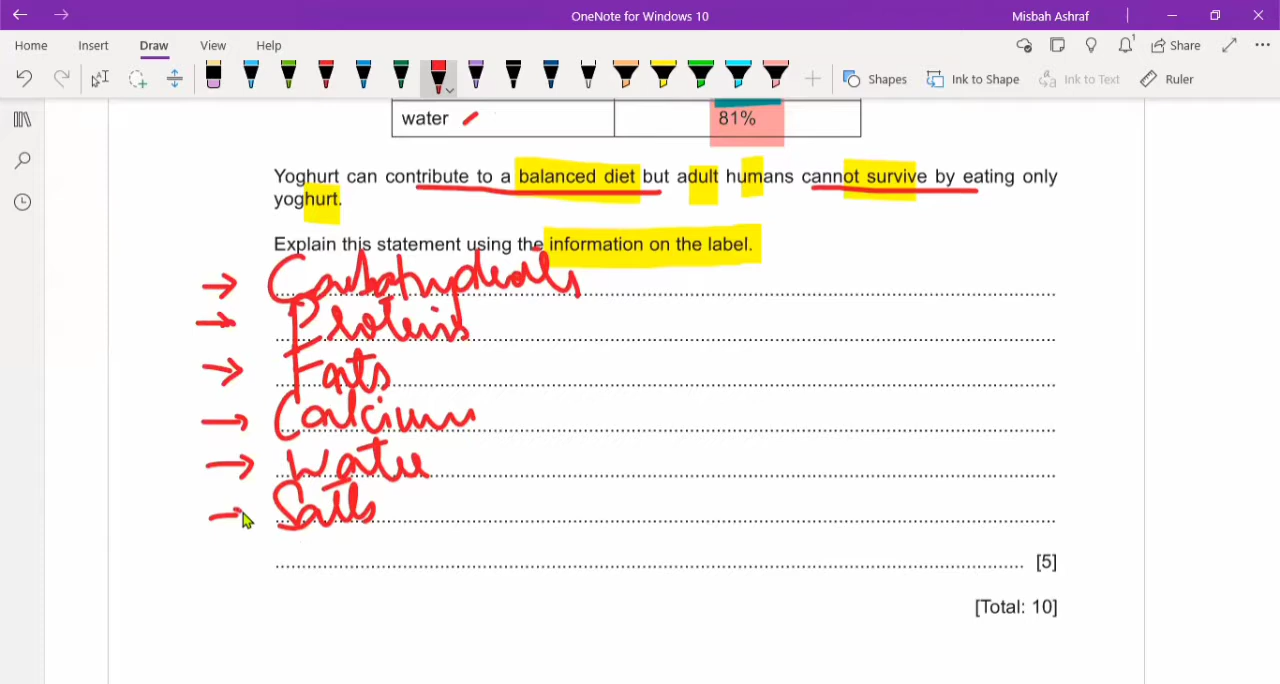 OneNote for Windows 10
Misbah Ashraf
Home Insert Draw View Help
Share
Shapes Ink to Shape Ink to Text Ruler
water 81%
Yoghurt can contribute to a balanced diet but adult humans cannot survive by eating only
yoghurt.
Explain this statement using the information on the label.
→ Carbohydrates
→ Proteins
→ Fats
→ Calcium
→ Water
→ Salts
[5]
[Total: 10]